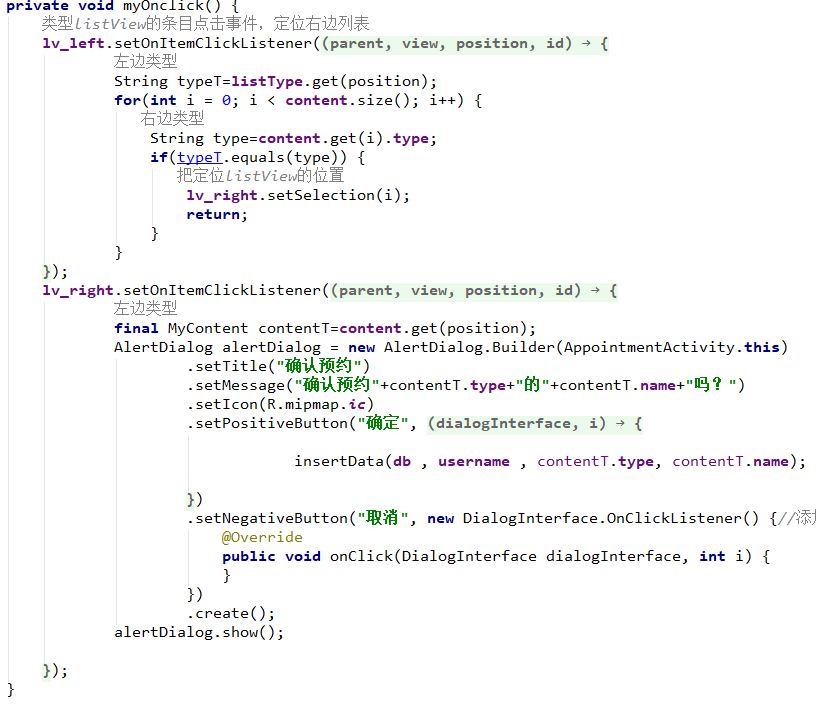 private void myOnclick() {
类型listView的条目点击事件，定位右边列表
lv_left.setOnItemClickListener((parent, view, position, id) → {
左边类型
String typeT=listType.get(position);
for(int i = 0; i < content.size(); i++) {
右边类型
String type=content.get(i).type;
if(typeT.equals(type)) {
把定位listView的位置
lv_right.setSelection(i);
return;
}
}
});
lv_right.setOnItemClickListener((parent, view, position, id) → {
左边类型
final MyContent contentT=content.get(position);
AlertDialog alertDialog = new AlertDialog.Builder(AppointmentActivity.this)
.setTitle("确认预约")
.setMessage("确认预约"+contentT.type+"的"+contentT.name+"吗？")
.setIcon(R.mipmap.ic)
.setPositiveButton("确定", (dialogInterface, i) → {
insertData(db , username , contentT.type, contentT.name);
})
.setNegativeButton("取消", new DialogInterface.OnClickListener() {//添
@Override
public void onClick(DialogInterface dialogInterface, int i) {
}
})
.create();
alertDialog.show();
});
}